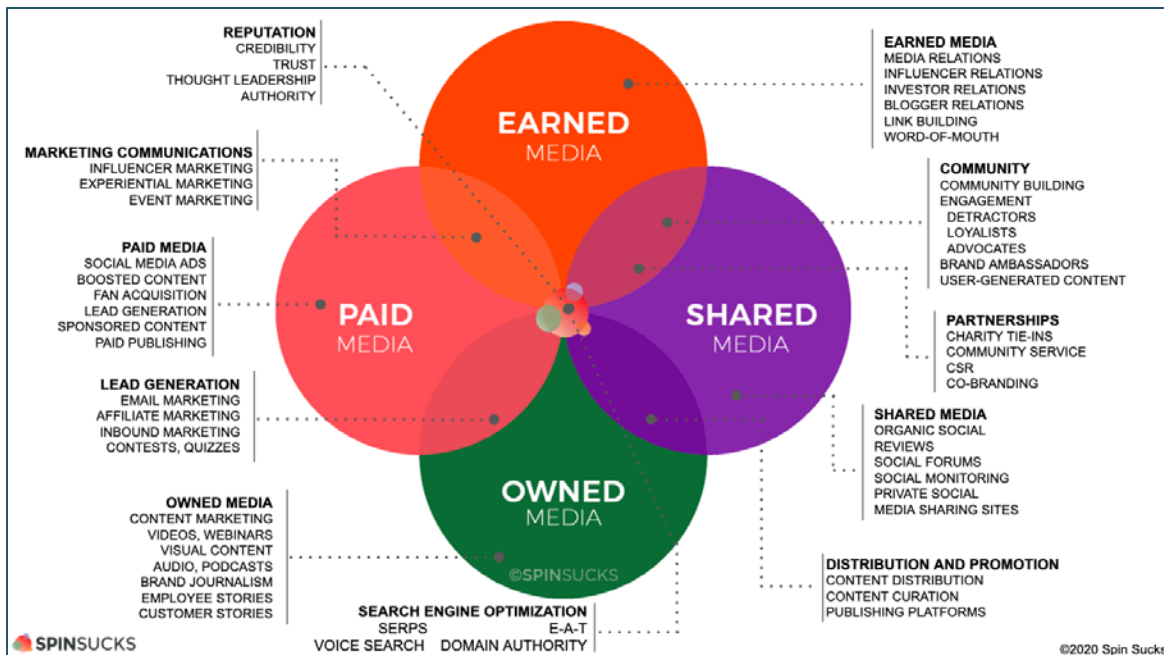 REPUTATION
CREDIBILITY
TRUST
THOUGHT LEADERSHIP
AUTHORITY
MARKETING COMMUNICATIONS
INFLUENCER MARKETING
EXPERIENTIAL MARKETING
EVENT MARKETING
PAID MEDIA
SOCIAL MEDIA ADS
BOOSTED CONTENT
FAN ACQUISITION
LEAD GENERATION
SPONSORED CONTENT
PAID PUBLISHING
LEAD GENERATION
EMAIL MARKETING
AFFILIATE MARKETING
INBOUND MARKETING
CONTESTS, QUIZZES
OWNED MEDIA
CONTENT MARKETING
VIDEOS, WEBINARS
VISUAL CONTENT
AUDIO, PODCASTS
BRAND JOURNALISM
EMPLOYEE STORIES
CUSTOMER STORIES
EARNED
MEDIA
PAID
MEDIA
SHARED
MEDIA
OWNED
MEDIA
©SPINSUCKS
EARNED MEDIA
MEDIA RELATIONS
INFLUENCER RELATIONS
INVESTOR RELATIONS
BLOGGER RELATIONS
LINK BUILDING
WORD-OF-MOUTH
COMMUNITY
COMMUNITY BUILDING
ENGAGEMENT
DETRACTORS
LOYALISTS
ADVOCATES
BRAND AMBASSADORS
USER-GENERATED CONTENT
PARTNERSHIPS
CHARITY TIE-INS
COMMUNITY SERVICE
CSR
CO-BRANDING
SHARED MEDIA
ORGANIC SOCIAL
REVIEWS
SOCIAL FORUMS
SOCIAL MONITORING
PRIVATE SOCIAL
MEDIA SHARING SITES
DISTRIBUTION AND PROMOTION
CONTENT DISTRIBUTION
CONTENT CURATION
PUBLISHING PLATFORMS
SEARCH ENGINE OPTIMIZATION
SERPS E-A-T
VOICE SEARCH DOMAIN AUTHORITY
SPINSUCKS
©2020 Spin Sucks